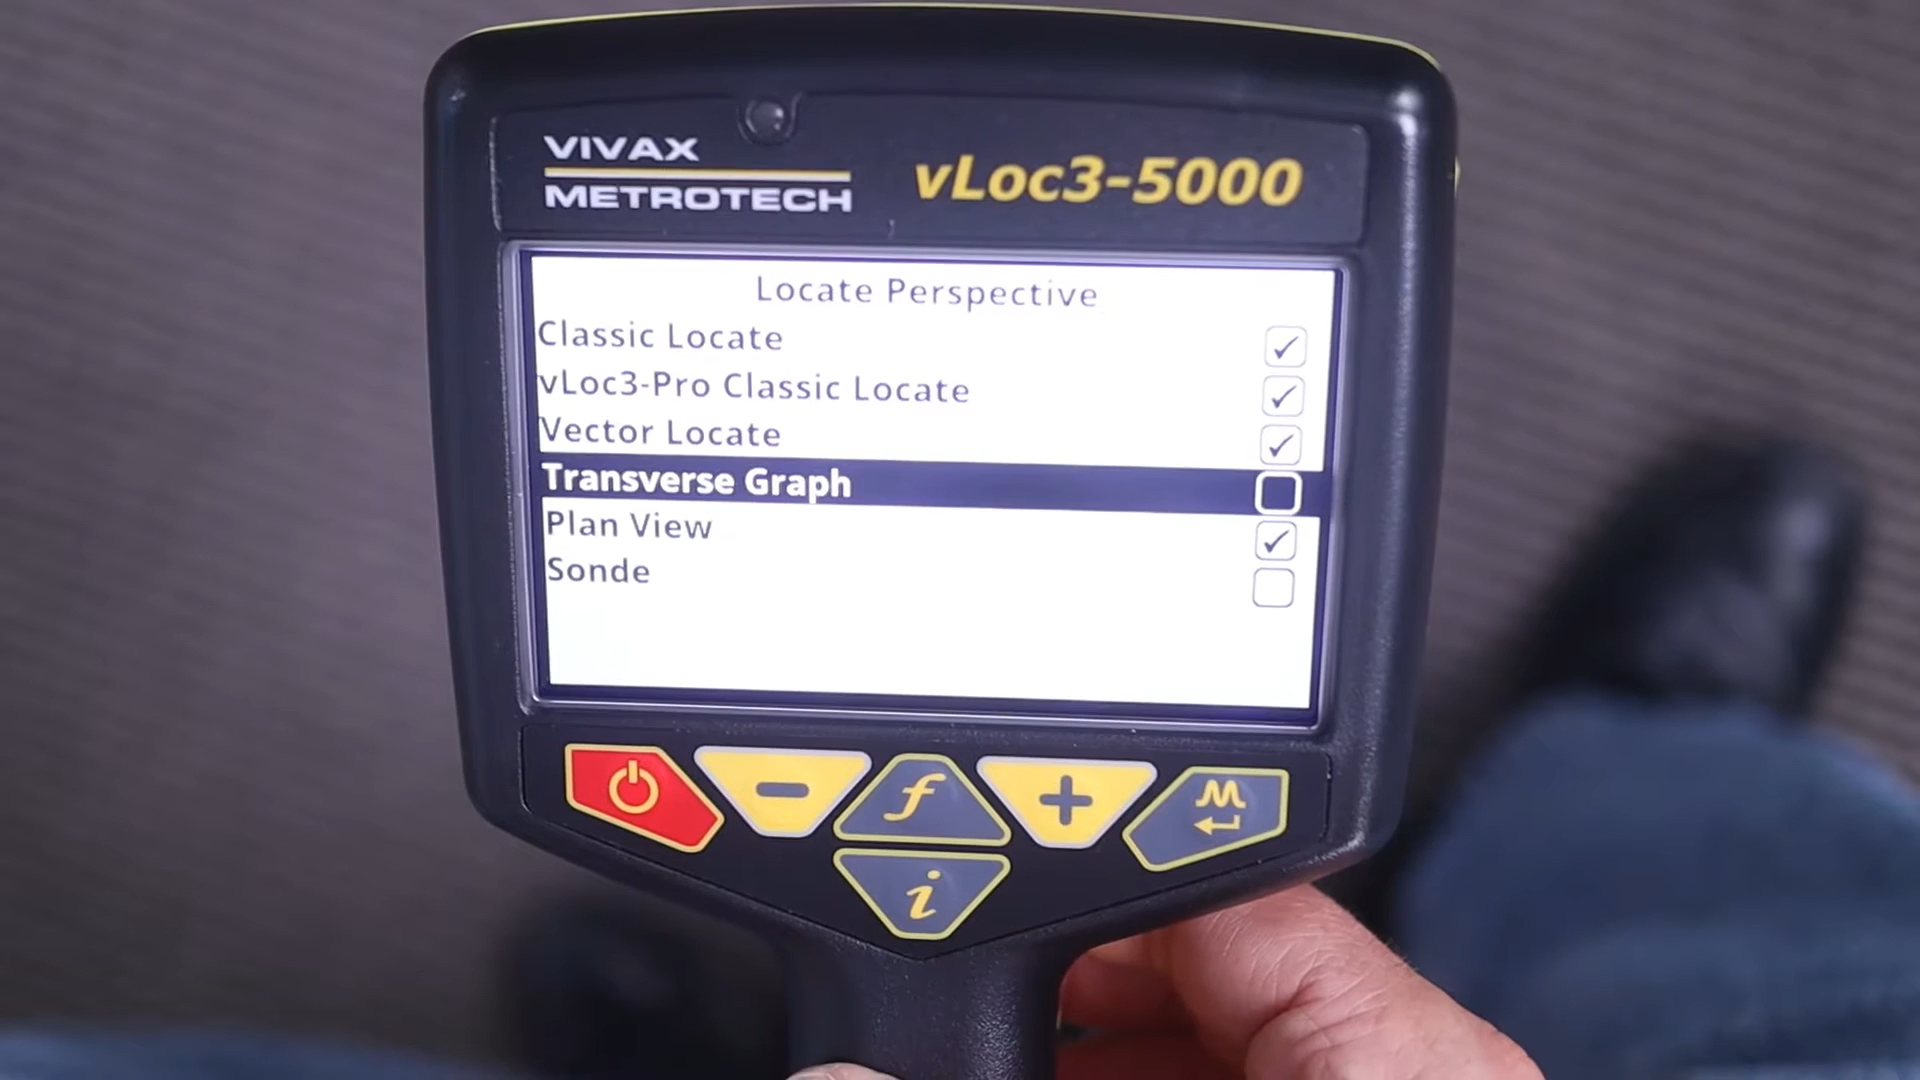 VIVAX
METROTECH
vLoc3-5000
Locate Perspective
Classic Locate
vLoc3-Pro Classic Locate
Vector Locate
Transverse Graph
Plan View
Sonde
f
i